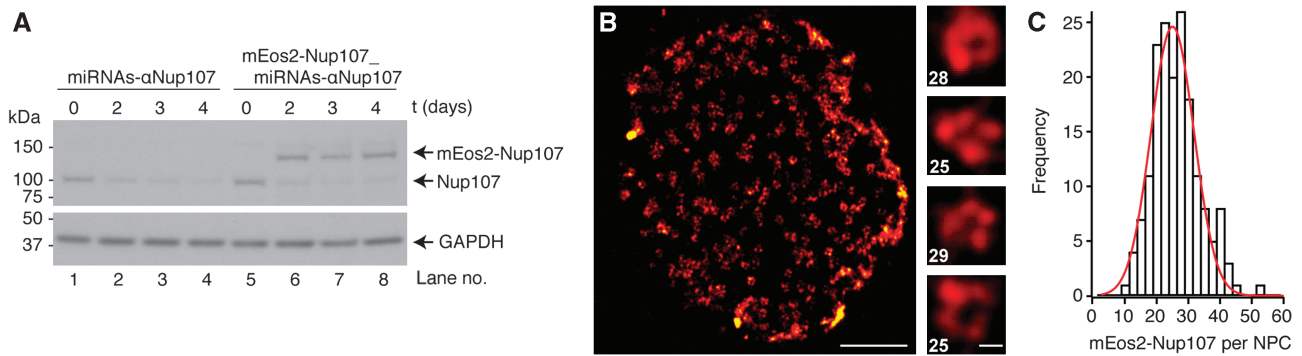 A
miRNAs-αNup107
mEos2-Nup107_
miRNAs-αNup107
0 2 3 4 0 2 3 4 t (days)
kDa
150
100
75
50
37
mEos2-Nup107
Nup107
GAPDH
1 2 3 4 5 6 7 8 Lane no.
B
28
25
29
25
C
25
20
15
10
5
0
Frequency
0 10 20 30 40 50 60
mEos2-Nup107 per NPC